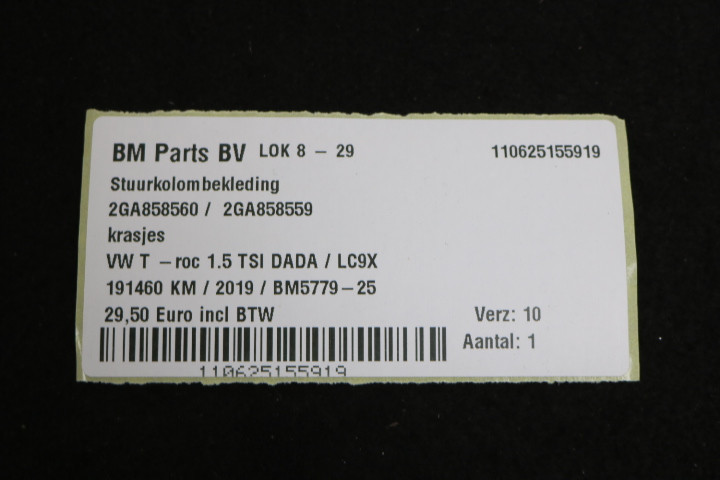 BM Parts BV LOK 8 - 29 110625155919
Stuurkolombekleding
2GA858560 / 2GA858559
krasjes
VW T -roc 1.5 TSI DADA / LC9X
191460 KM / 2019 / BM5779-25
29,50 Euro incl BTW Verz: 10
Aantal: 1
110625155919